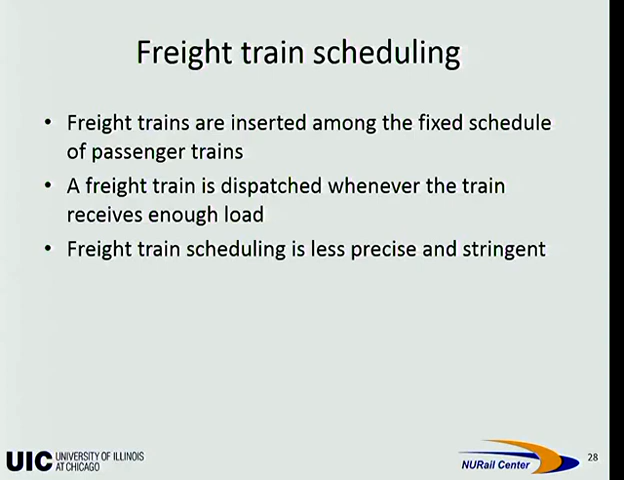 Freight train scheduling
• Freight trains are inserted among the fixed schedule
of passenger trains
• A freight train is dispatched whenever the train
receives enough load
• Freight train scheduling is less precise and stringent
UIC UNIVERSITY OF ILLINOIS
AT CHICAGO
NURail Center
28